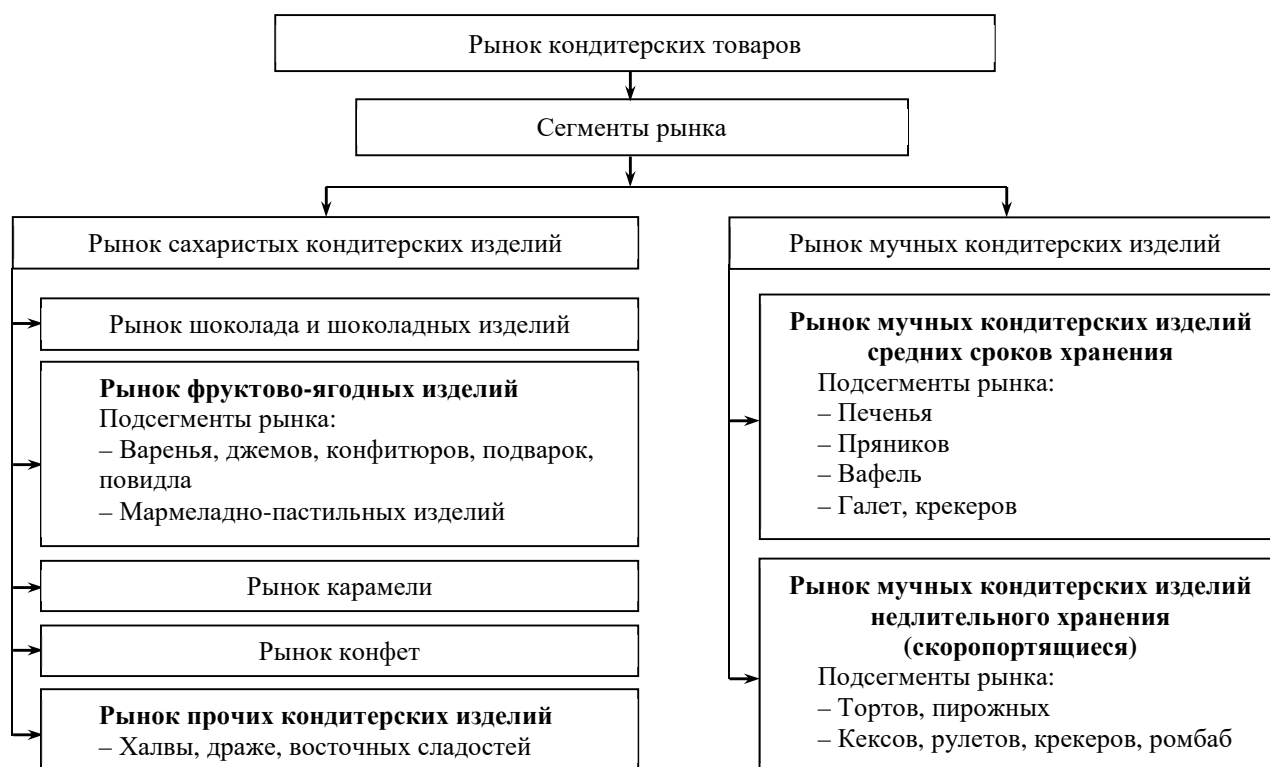 Рынок кондитерских товаров
Сегменты рынка
Рынок сахаристых кондитерских изделий
Рынок шоколада и шоколадных изделий
Рынок фруктово-ягодных изделий
Подсегменты рынка:
– Варенья, джемов, конфитюров, подварок,
повидла
– Мармеладно-пастильных изделий
Рынок карамели
Рынок конфет
Рынок прочих кондитерских изделий
– Халвы, драже, восточных сладостей
Рынок мучных кондитерских изделий
Рынок мучных кондитерских изделий
средних сроков хранения
Подсегменты рынка:
– Печенья
– Пряников
– Вафель
– Галет, крекеров
Рынок мучных кондитерских изделий
недлительного хранения
(скоропортящиеся)
Подсегменты рынка:
– Тортов, пирожных
– Кексов, рулетов, крекеров, ромбаб